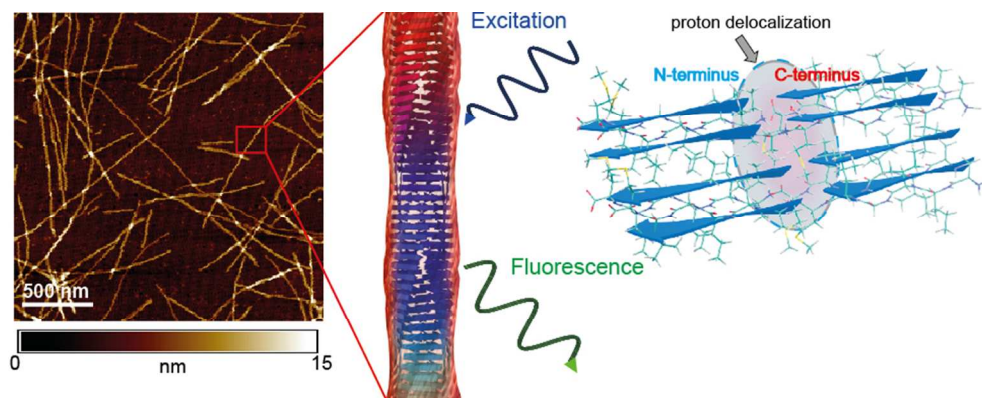 Excitation
proton delocalization
N-terminus C-terminus
Fluorescence
500 nm
0 15
nm